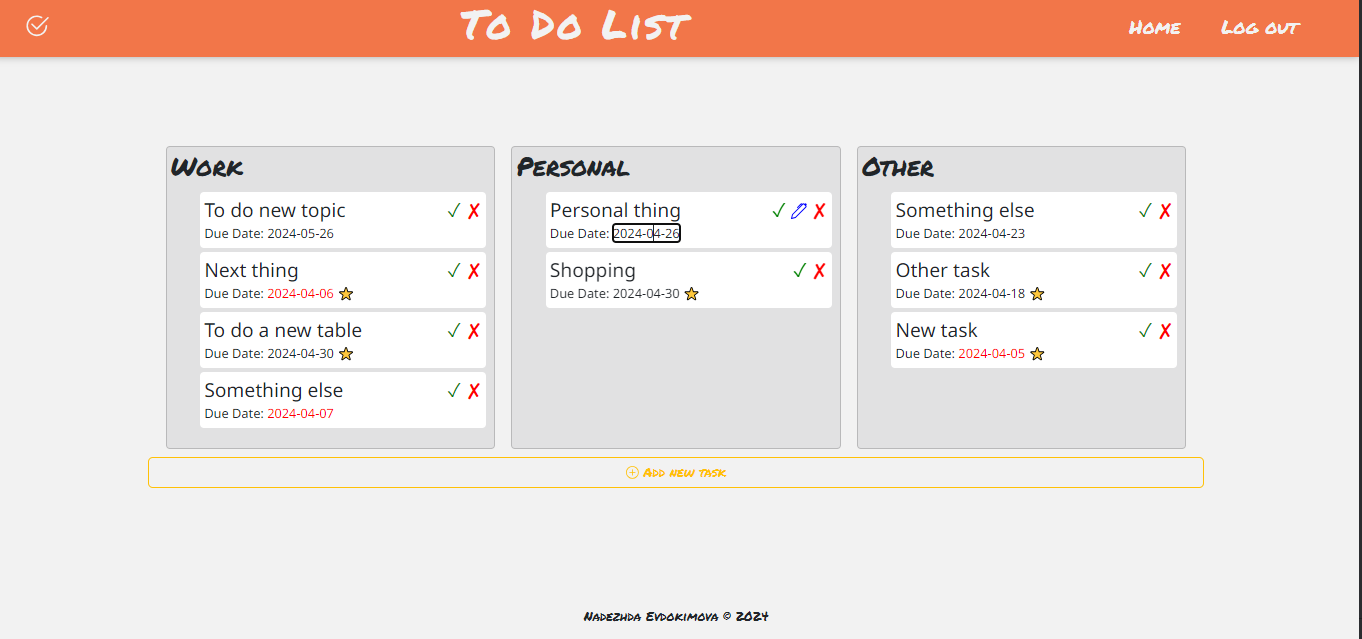 To Do List
Home
Log out
Work
To do new topic
✓ ✗
Due Date: 2024-05-26
Next thing
✓ ✗
Due Date: 2024-04-06 ⭐
To do a new table
✓ ✗
Due Date: 2024-04-30 ⭐
Something else
✓ ✗
Due Date: 2024-04-07
Personal
Personal thing
✓ ✗
Due Date: 2024-04-26
Shopping
✓ ✗
Due Date: 2024-04-30 ⭐
Other
Something else
✓ ✗
Due Date: 2024-04-23
Other task
✓ ✗
Due Date: 2024-04-18 ⭐
New task
✓ ✗
Due Date: 2024-04-05 ⭐
Add new task
Nadezhda Evdokimova © 2024